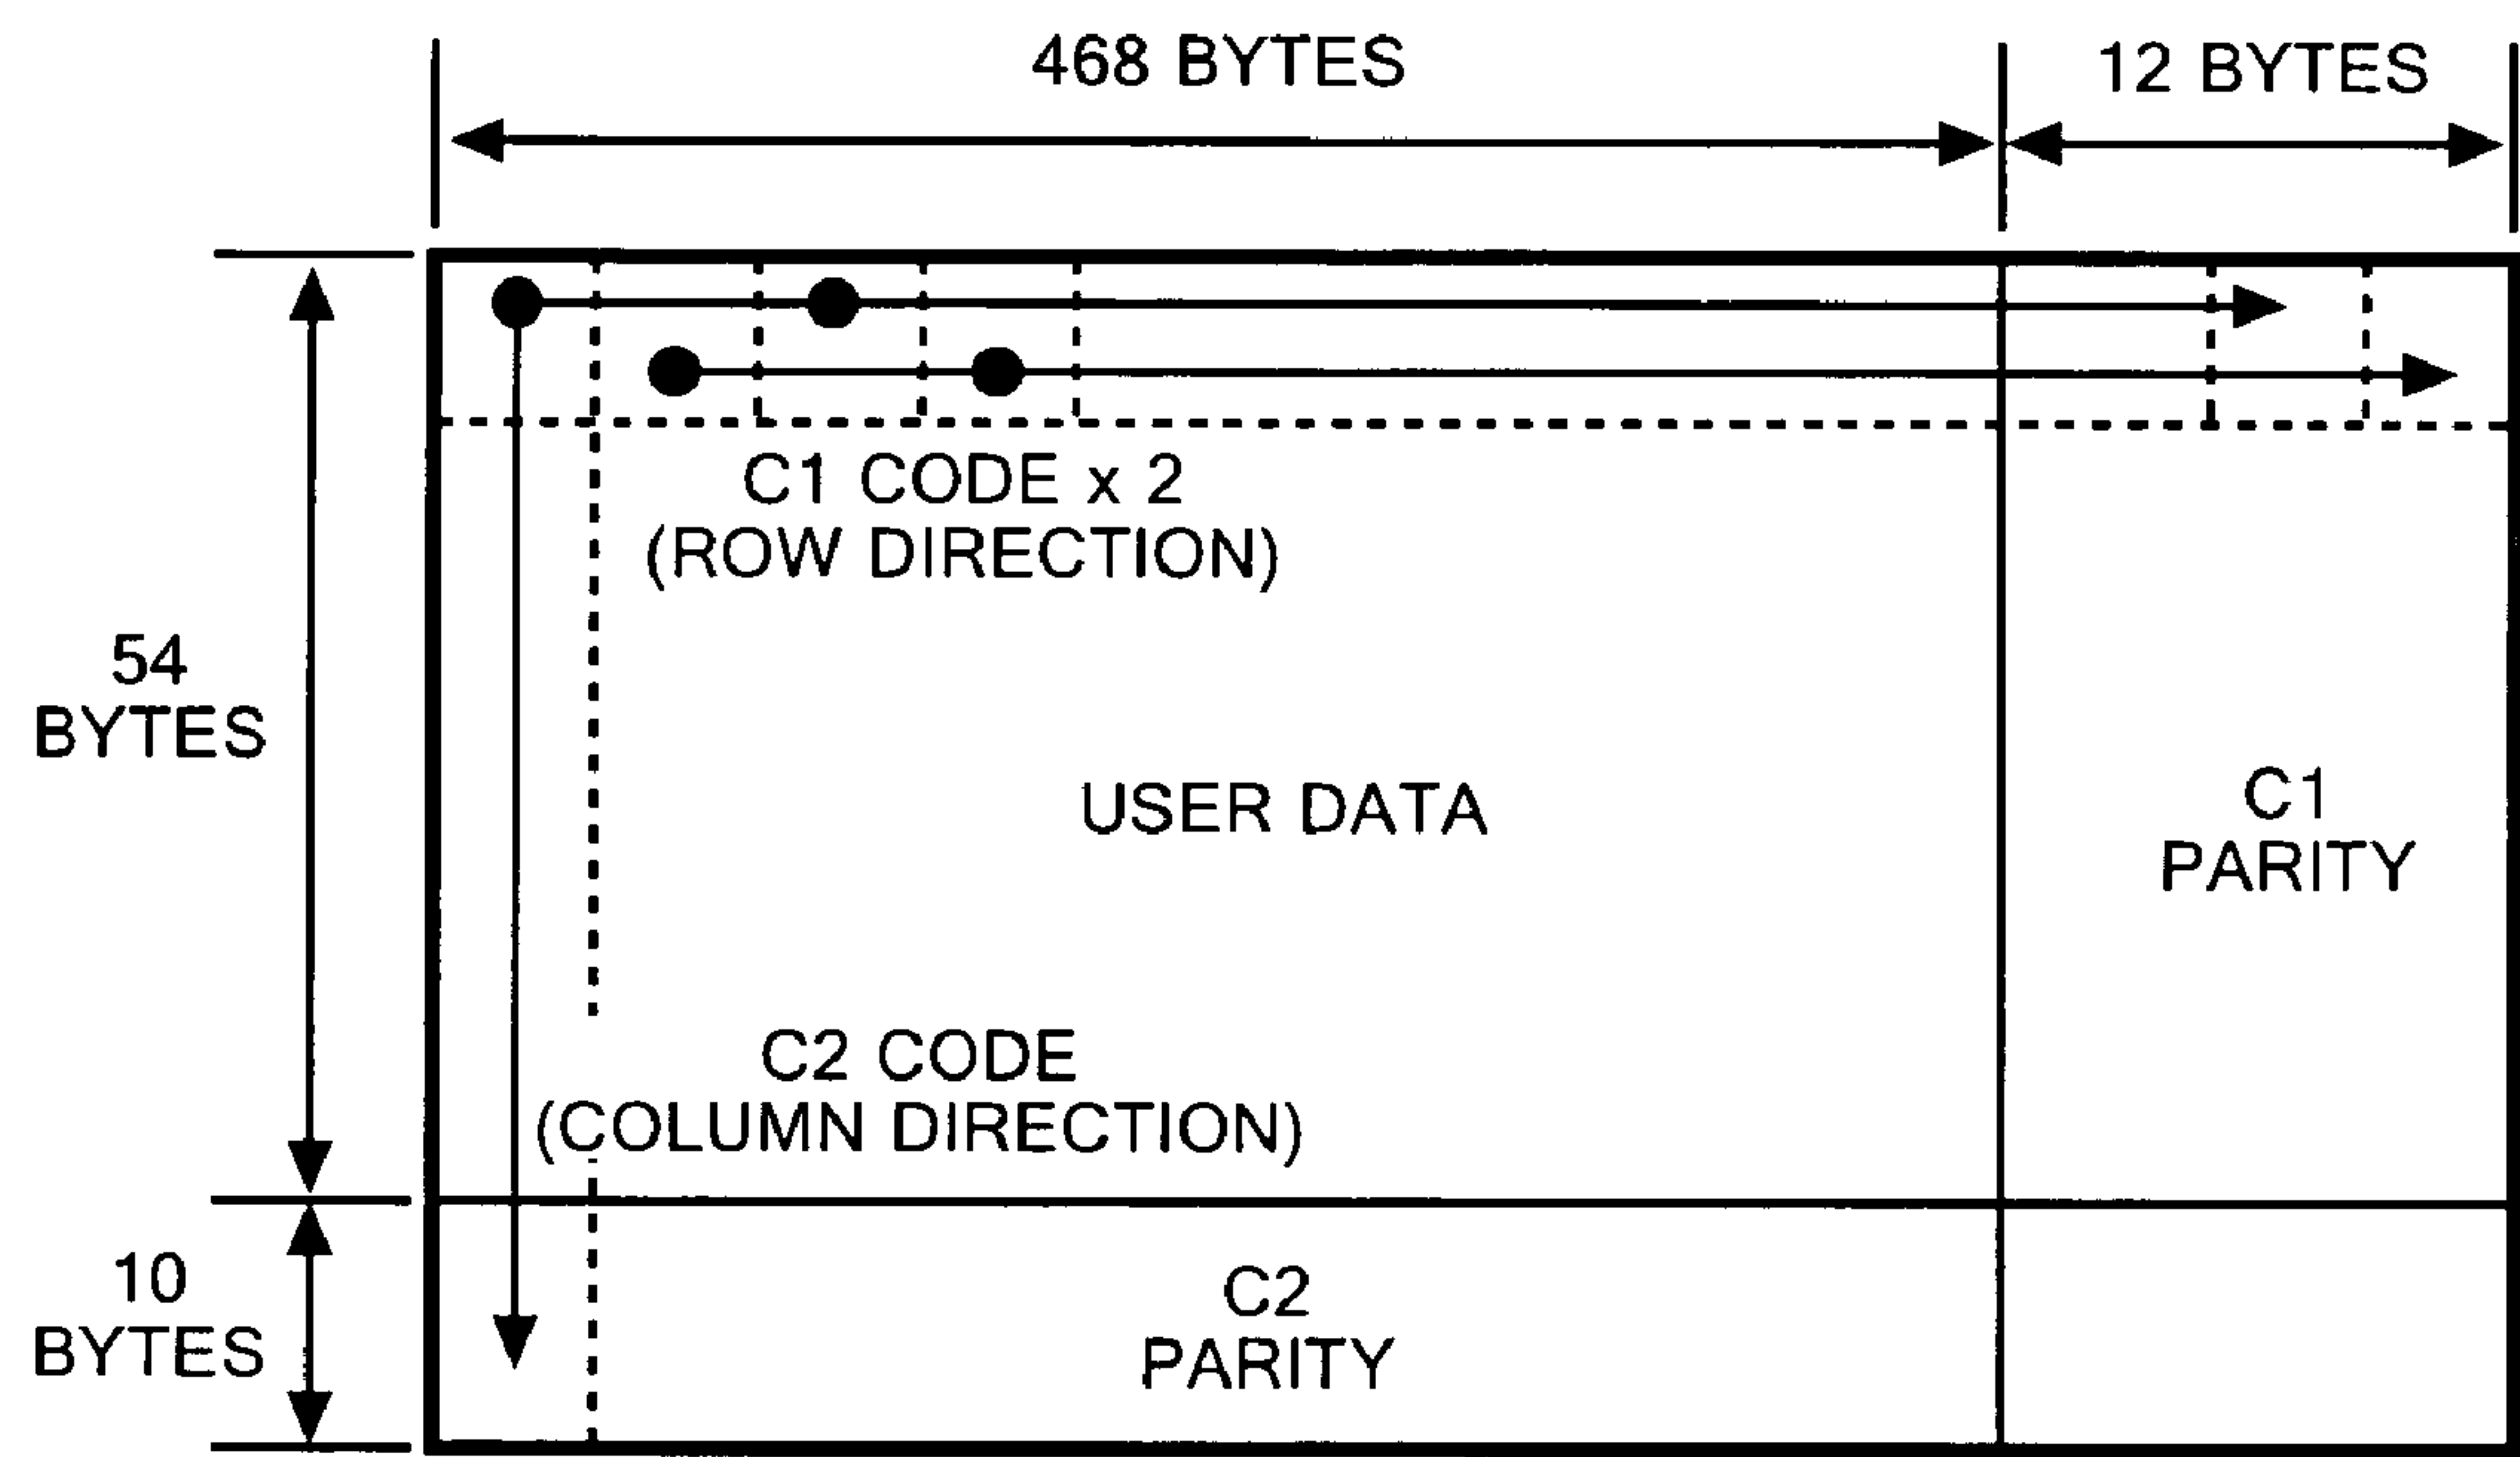 468 BYTES
12 BYTES
C1 CODE x 2
(ROW DIRECTION)
54
BYTES
USER DATA
C1
PARITY
C2 CODE
(COLUMN DIRECTION)
10
BYTES
C2
PARITY